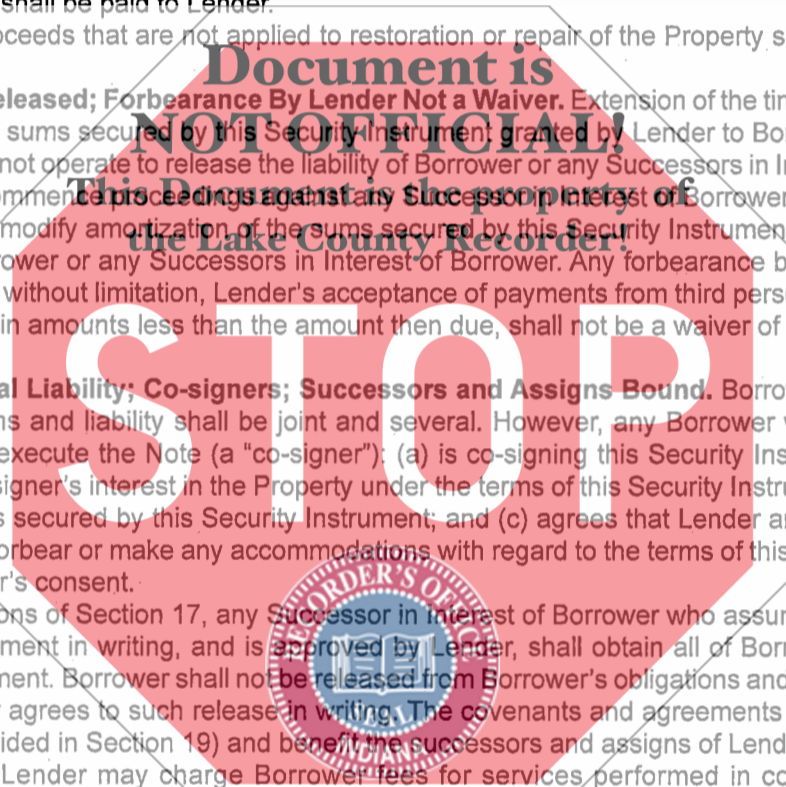 shall be paid to Lender.
oceeds that are not applied to restoration or repair of the Property s
Document is
eleased; Forbearance By Lender Not a Waiver. Extension of the tim
NOT OFFICIAL!
sums secured by this Security Instrument granted by Lender to Bo
not operate to release the liability of Borrower or any Successors in I
This Document is the property of
ommence proceedings against any Successor in Interest of Borrower
modify amortization of the sums secured by this Security Instrumen
the Lake County Recorder!
ower or any Successors in Interest of Borrower. Any forbearance b
without limitation, Lender's acceptance of payments from third pers
in amounts less than the amount then due, shall not be a waiver of
STOP
al Liability; Co-signers; Successors and Assigns Bound. Borro
ns and liability shall be joint and several. However, any Borrower
execute the Note (a “co-signer”): (a) is co-signing this Security Ins
signer's interest in the Property under the terms of this Security Instru
s secured by this Security Instrument; and (c) agrees that Lender a
orbear or make any accommodations with regard to the terms of this
r's consent.
ons of Section 17, any Successor in Interest of Borrower who assum
ment in writing, and is approved by Lender, shall obtain all of Borr
ment. Borrower shall not be released from Borrower's obligations and
agrees to such release in writing. The covenants and agreements
ided in Section 19) and benefit the successors and assigns of Lend
Lender may charge Borrower fees for services performed in co
RECORDER'S OFFICE
SEAL
INDIANA